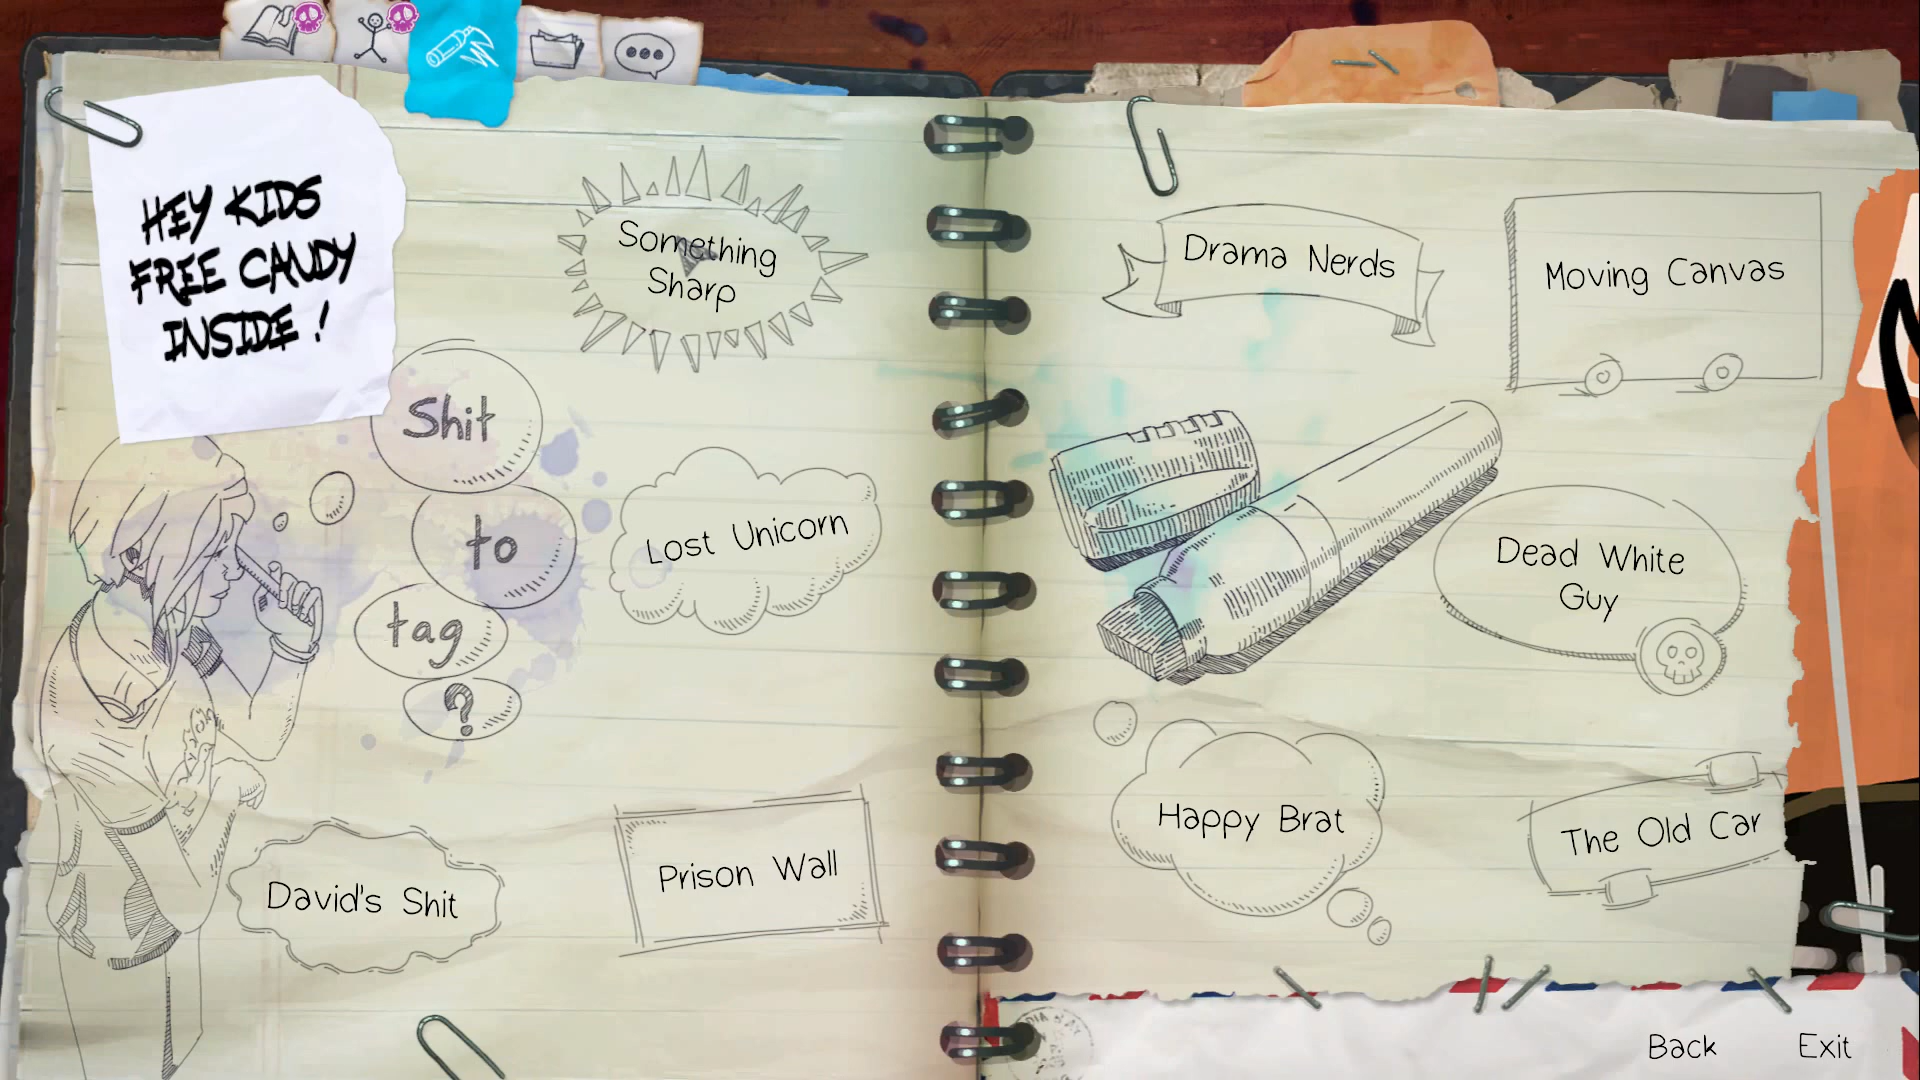 HEY KIDS
FREE CANDY
INSIDE !
Something
Sharp
Shit
to
tag
?
Lost Unicorn
David's Shit
Prison Wall
Drama Nerds
Moving Canvas
Dead White
Guy
Happy Brat
The Old Car
Back
Exit